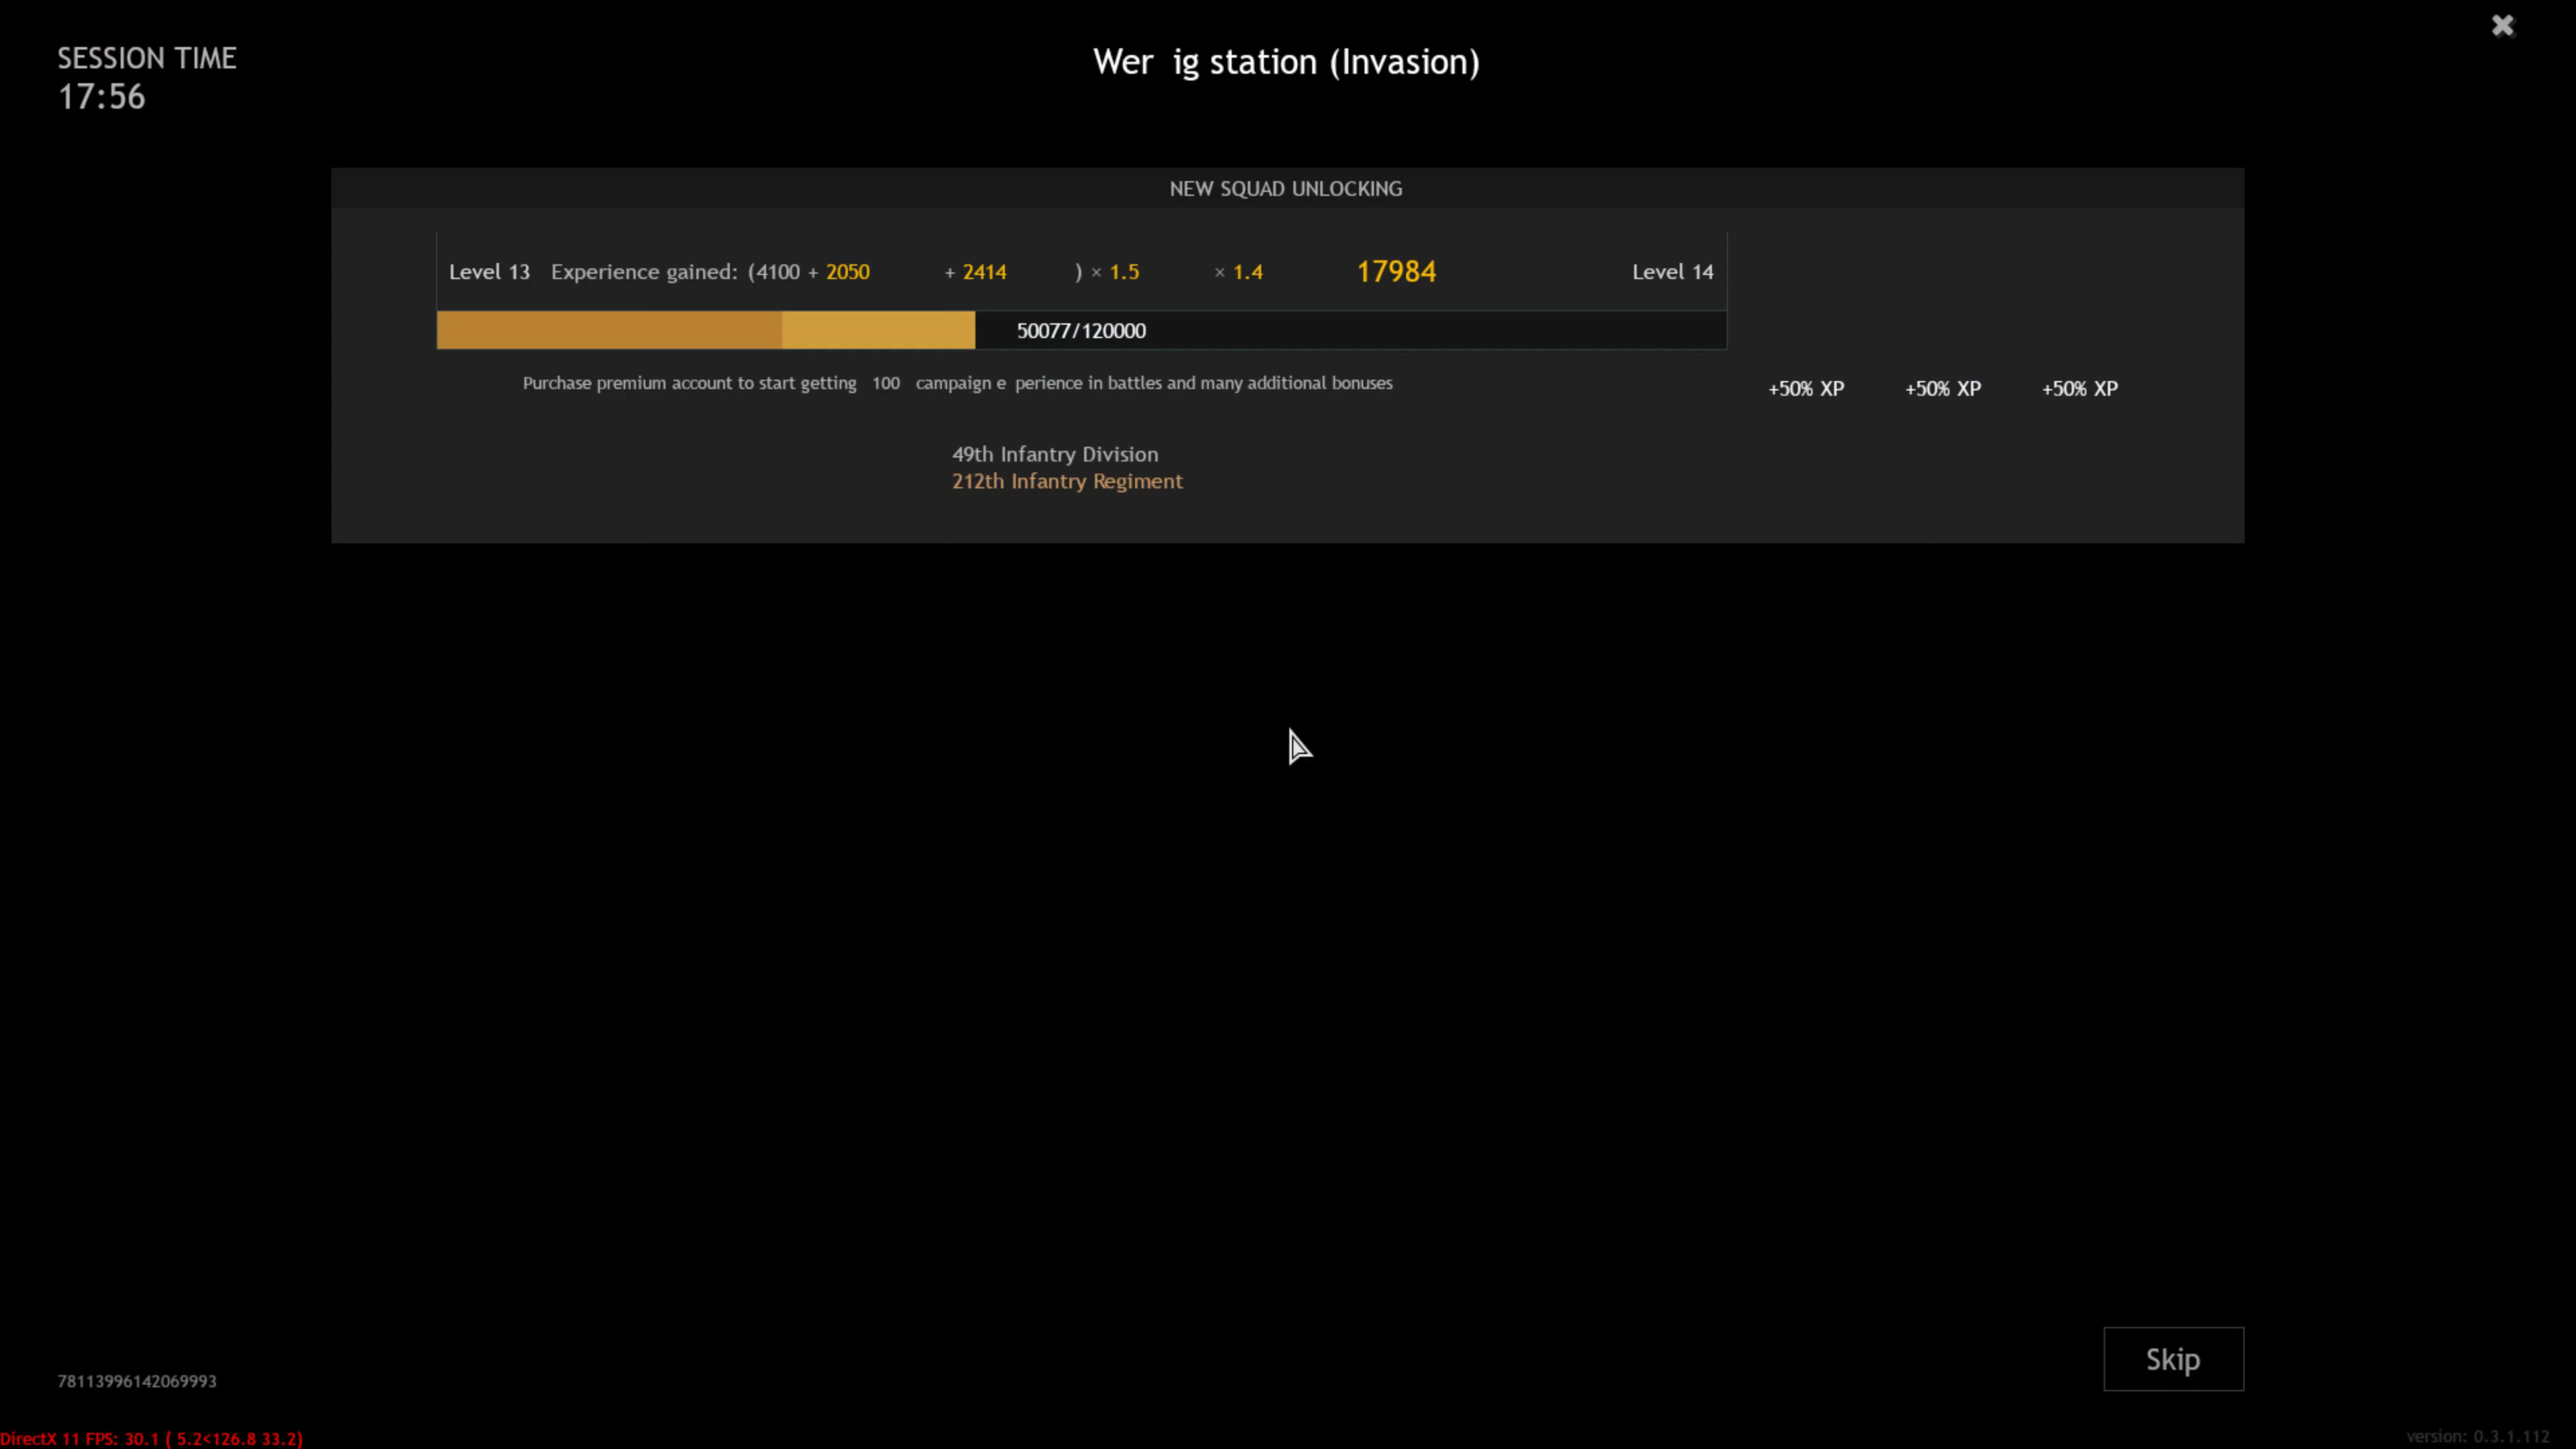 SESSION TIME
17:56
Wer ig station (Invasion)
NEW SQUAD UNLOCKING
Level 13 Experience gained: (4100 + 2050 + 2414 ) × 1.5 × 1.4 17984 Level 14
50077/120000
Purchase premium account to start getting 100 campaign e perience in battles and many additional bonuses
+50% XP +50% XP +50% XP
49th Infantry Division
212th Infantry Regiment
Skip
78113996142069993
DirectX 11 FPS: 30.1 ( 5.2<126.8 33.2)
version: 0.3.1.112